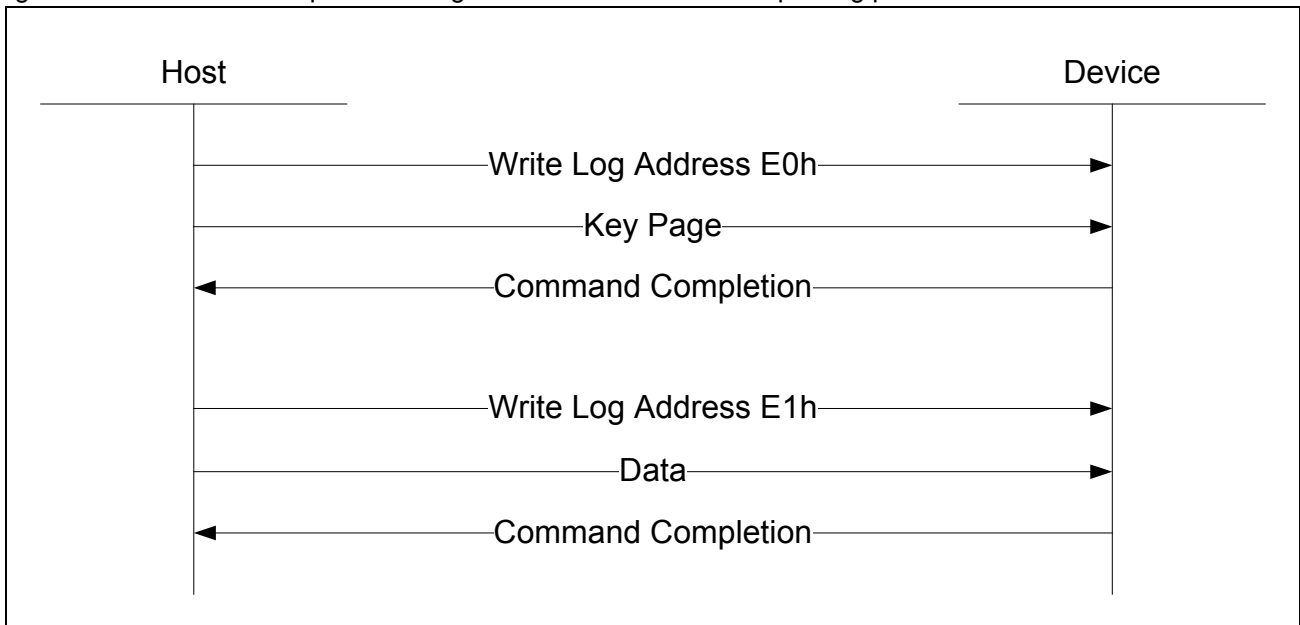 Host Device
Write Log Address E0h
Key Page
Command Completion
Write Log Address E1h
Data
Command Completion